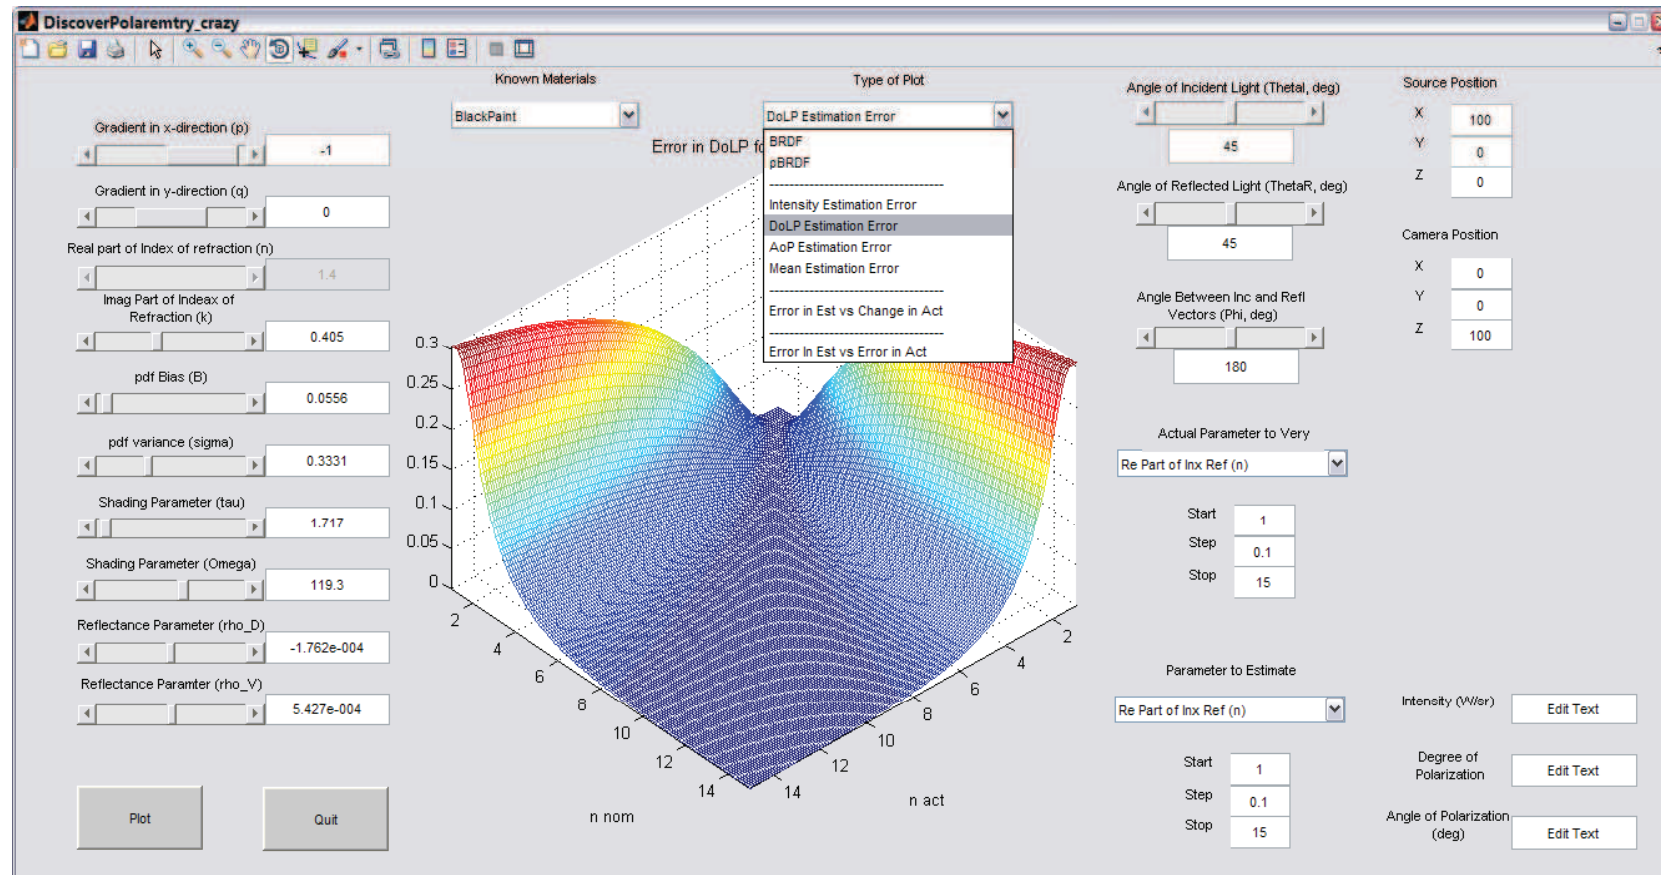 DiscoverPolaremtry_crazy
Known Materials
BlackPaint
Type of Plot
DoLP Estimation Error
BRDF
pBRDF
-----------------------------------
Intensity Estimation Error
DoLP Estimation Error
AoP Estimation Error
Mean Estimation Error
-----------------------------------
Error in Est vs Change in Act
-----------------------------------
Error In Est vs Error in Act
Gradient in x-direction (p)
-1
Gradient in y-direction (q)
0
Real part of Index of refraction (n)
1.4
Imag Part of Indeax of
Refraction (k)
0.405
pdf Bias (B)
0.0556
pdf variance (sigma)
0.3331
Shading Parameter (tau)
1.717
Shading Parameter (Omega)
119.3
Reflectance Parameter (rho_D)
-1.762e-004
Reflectance Paramter (rho_V)
5.427e-004
Plot
Quit
Error in DoLP
0.3
0.25
0.2
0.15
0.1
0.05
0
2
4
6
8
10
12
14
n nom
14
12
10
8
6
4
2
n act
Angle of Incident Light (ThetaI, deg)
45
Angle of Reflected Light (ThetaR, deg)
45
Angle Between Inc and Refl
Vectors (Phi, deg)
180
Actual Parameter to Very
Re Part of Inx Ref (n)
Start
1
Step
0.1
Stop
15
Parameter to Estimate
Re Part of Inx Ref (n)
Start
1
Step
0.1
Stop
15
Source Position
X
100
Y
0
Z
0
Camera Position
X
0
Y
0
Z
100
Intensity (W/sr)
Edit Text
Degree of
Polarization
Edit Text
Angle of Polarization
(deg)
Edit Text